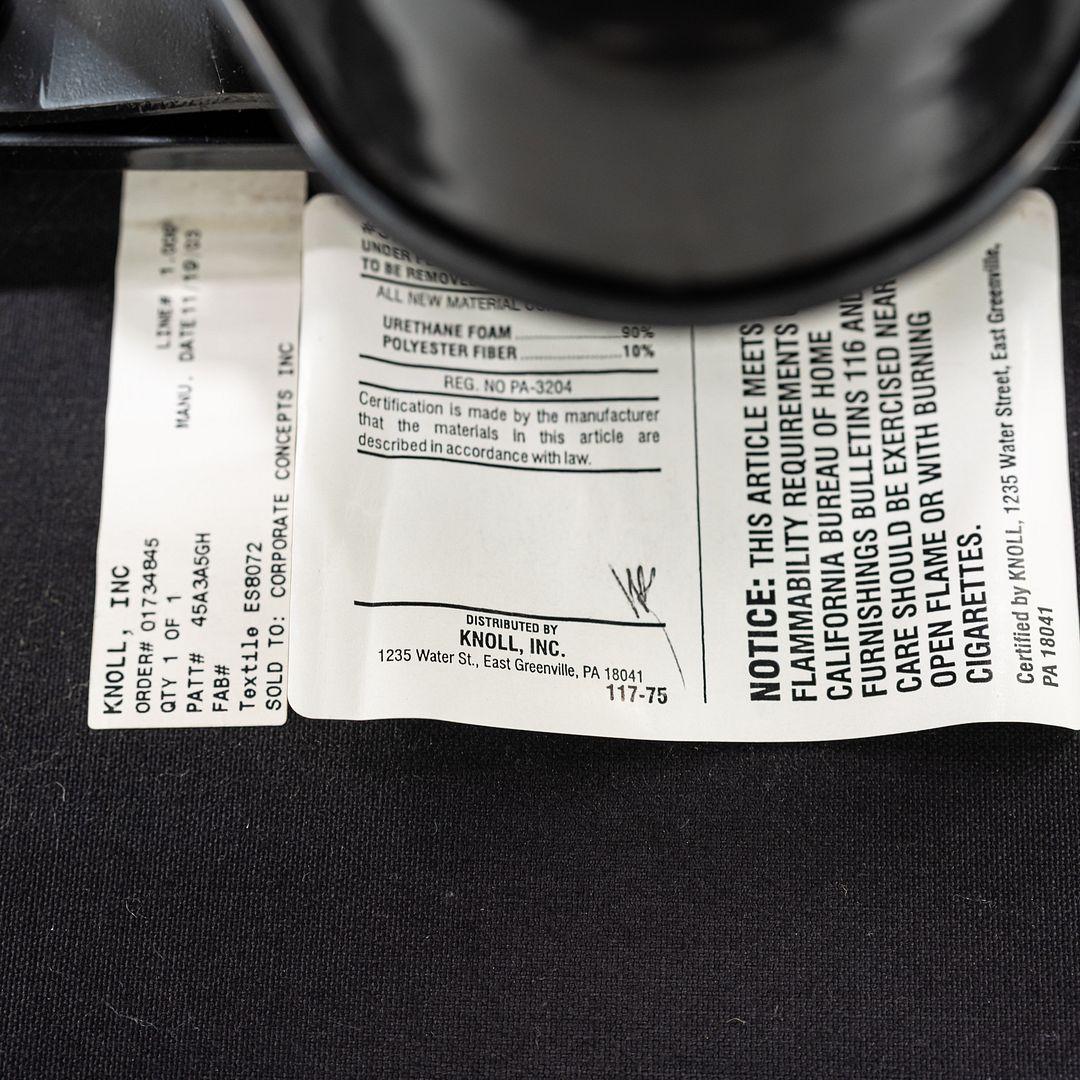 KNOLL, INC
ORDER# 01734845
LINE#
QTY 1 OF 1
MANU. DATE 11/10/03
PATT# 45A3A5GH
FAB#
Textile ES8072
SOLD TO: CORPORATE CONCEPTS INC
UNDER
TO BE REMOVED
ALL NEW MATERIAL
URETHANE FOAM 90%
POLYESTER FIBER 10%
REG. NO PA-3204
Certification is made by the manufacturer
that the materials in this article are
described in accordance with law.
DISTRIBUTED BY
KNOLL, INC.
1235 Water St., East Greenville, PA 18041
117-75
NOTICE: THIS ARTICLE MEETS
FLAMMABILITY REQUIREMENTS
CALIFORNIA BUREAU OF HOME
FURNISHINGS BULLETINS 116 AND
CARE SHOULD BE EXERCISED NEAR
OPEN FLAME OR WITH BURNING
CIGARETTES.
Certified by KNOLL, 1235 Water Street, East Greenville,
PA 18041